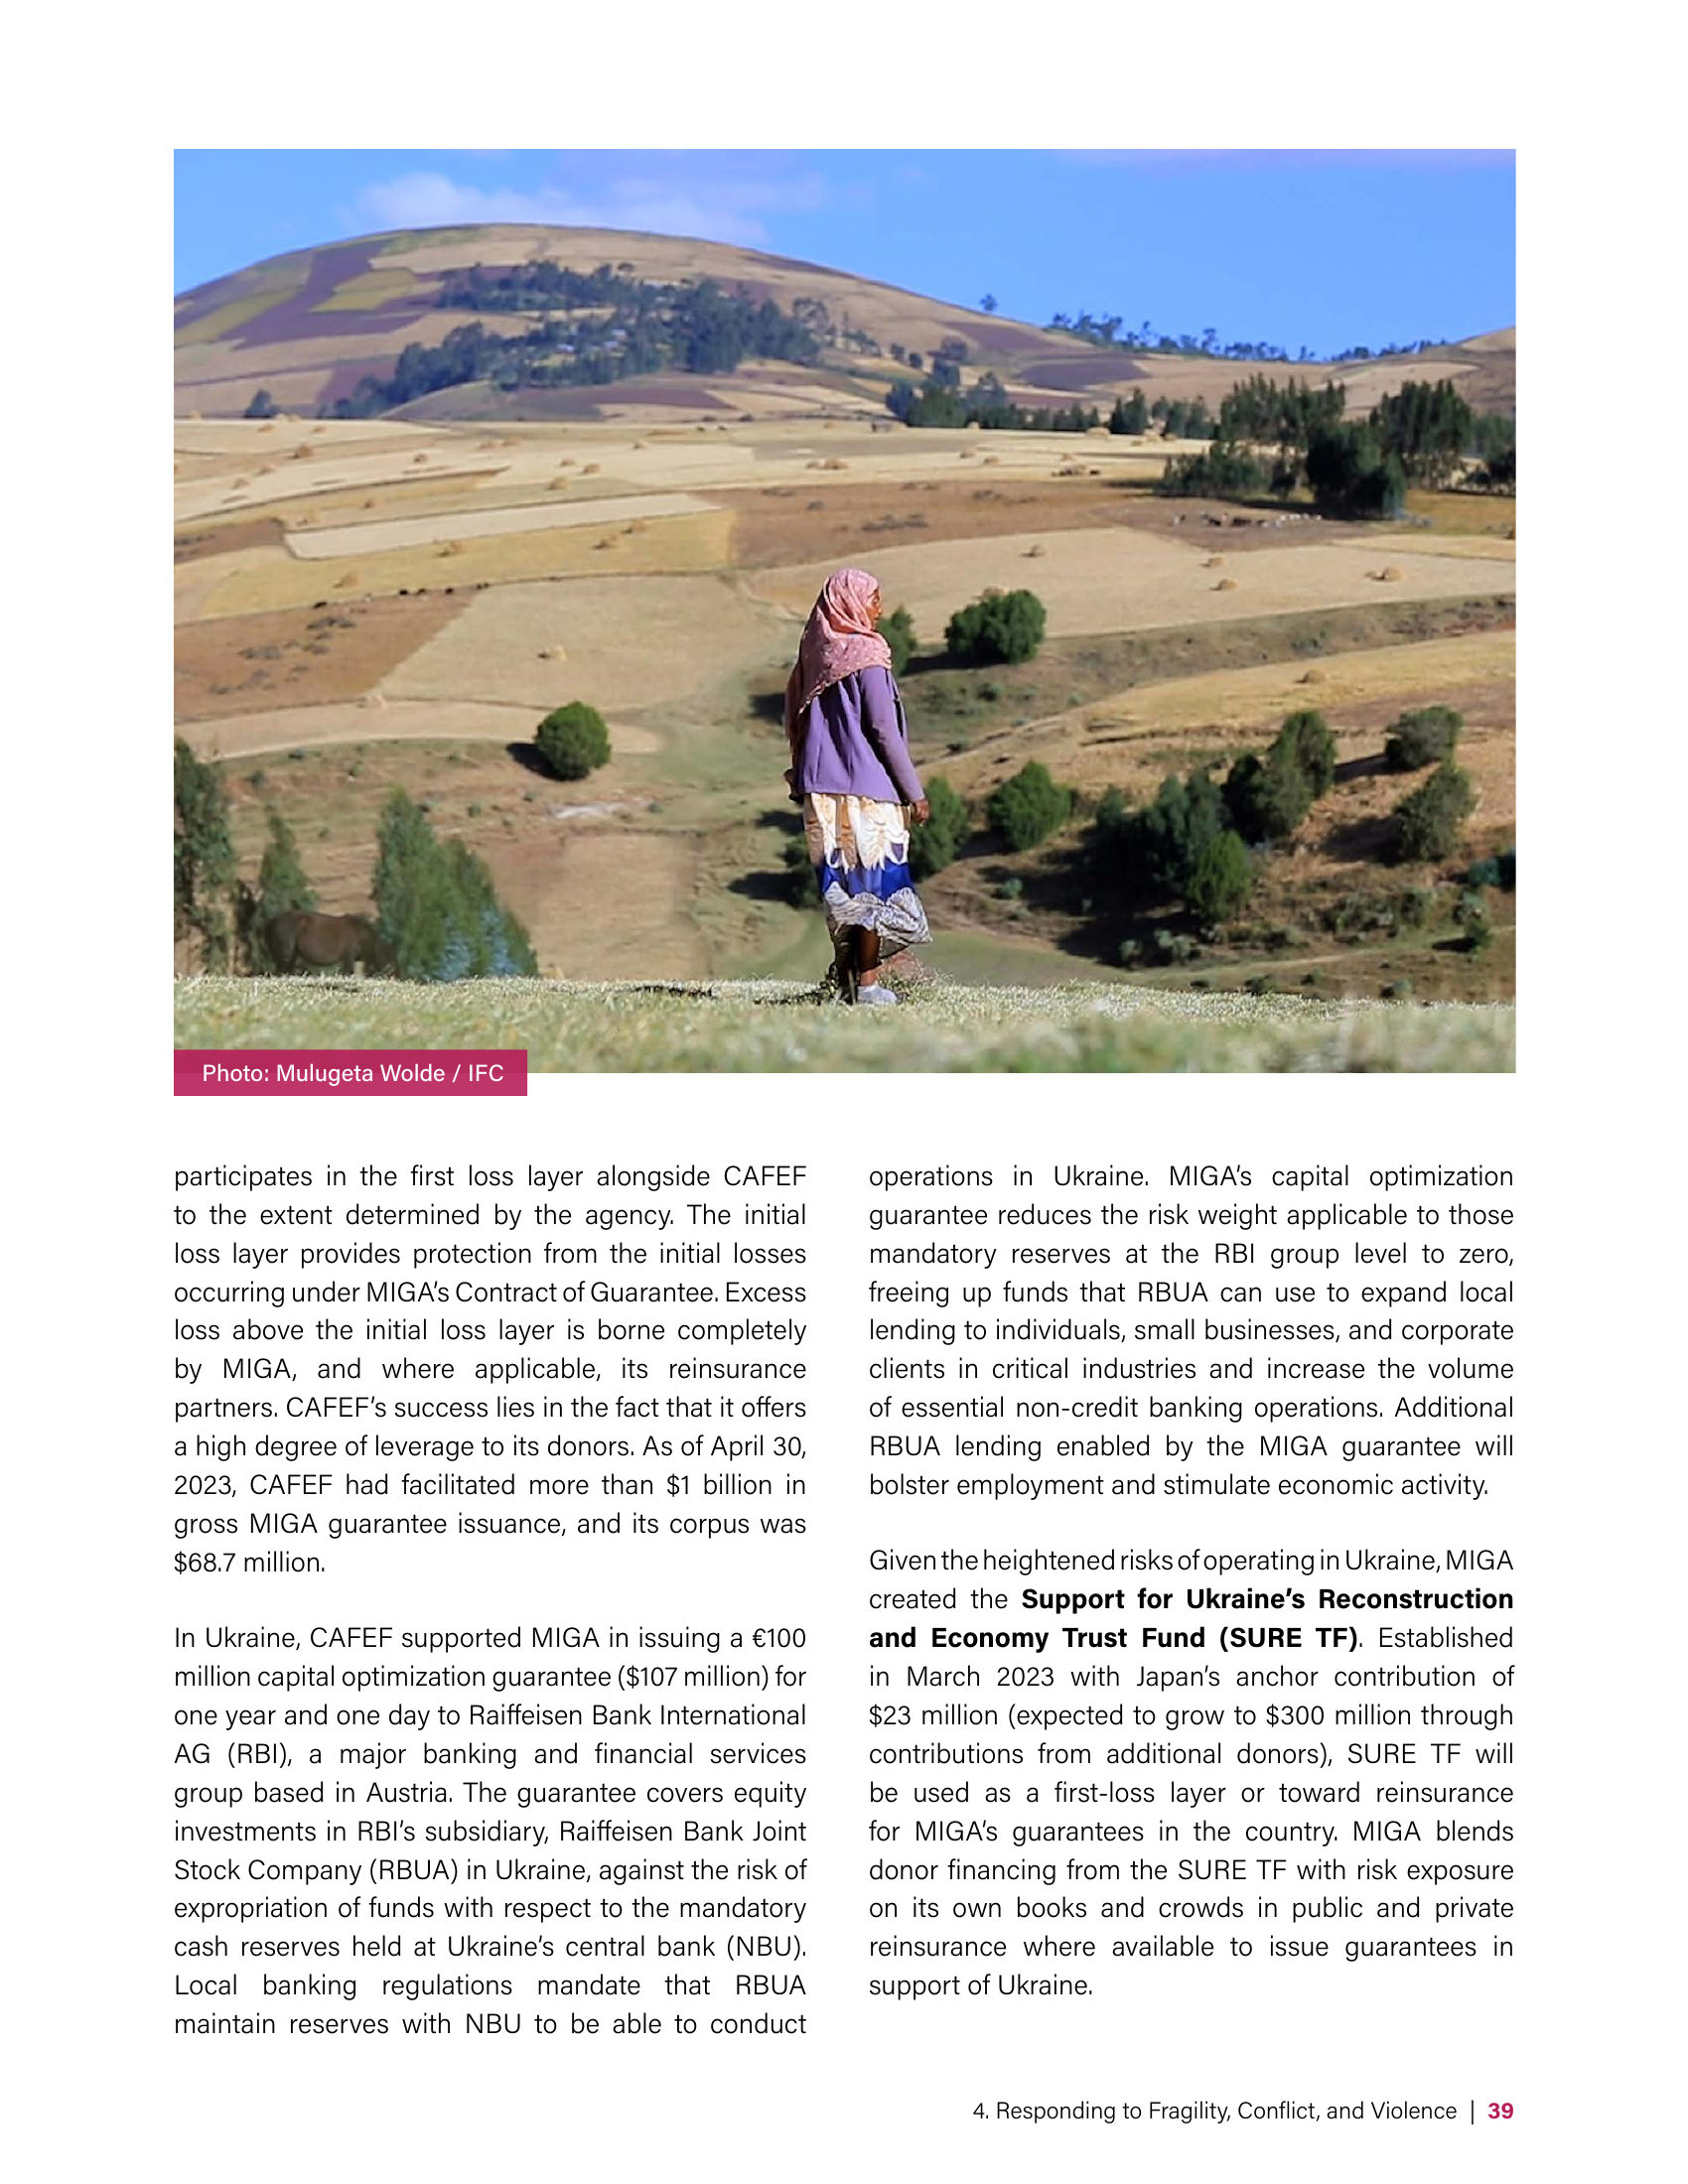 Photo: Mulugeta Wolde / IFC
participates in the first loss layer alongside CAFEF
to the extent determined by the agency. The initial
loss layer provides protection from the initial losses
occurring under MIGA’s Contract of Guarantee. Excess
loss above the initial loss layer is borne completely
by MIGA, and where applicable, its reinsurance
partners. CAFEF’s success lies in the fact that it offers
a high degree of leverage to its donors. As of April 30,
2023, CAFEF had facilitated more than $1 billion in
gross MIGA guarantee issuance, and its corpus was
$68.7 million.
In Ukraine, CAFEF supported MIGA in issuing a €100
million capital optimization guarantee ($107 million) for
one year and one day to Raiffeisen Bank International
AG (RBI), a major banking and financial services
group based in Austria. The guarantee covers equity
investments in RBI’s subsidiary, Raiffeisen Bank Joint
Stock Company (RBUA) in Ukraine, against the risk of
expropriation of funds with respect to the mandatory
cash reserves held at Ukraine’s central bank (NBU).
Local banking regulations mandate that RBUA
maintain reserves with NBU to be able to conduct
operations in Ukraine. MIGA’s capital optimization
guarantee reduces the risk weight applicable to those
mandatory reserves at the RBI group level to zero,
freeing up funds that RBUA can use to expand local
lending to individuals, small businesses, and corporate
clients in critical industries and increase the volume
of essential non-credit banking operations. Additional
RBUA lending enabled by the MIGA guarantee will
bolster employment and stimulate economic activity.
Given the heightened risks of operating in Ukraine, MIGA
created the Support for Ukraine’s Reconstruction
and Economy Trust Fund (SURE TF). Established
in March 2023 with Japan’s anchor contribution of
$23 million (expected to grow to $300 million through
contributions from additional donors), SURE TF will
be used as a first-loss layer or toward reinsurance
for MIGA’s guarantees in the country. MIGA blends
donor financing from the SURE TF with risk exposure
on its own books and crowds in public and private
reinsurance where available to issue guarantees in
support of Ukraine.
4. Responding to Fragility, Conflict, and Violence | 39